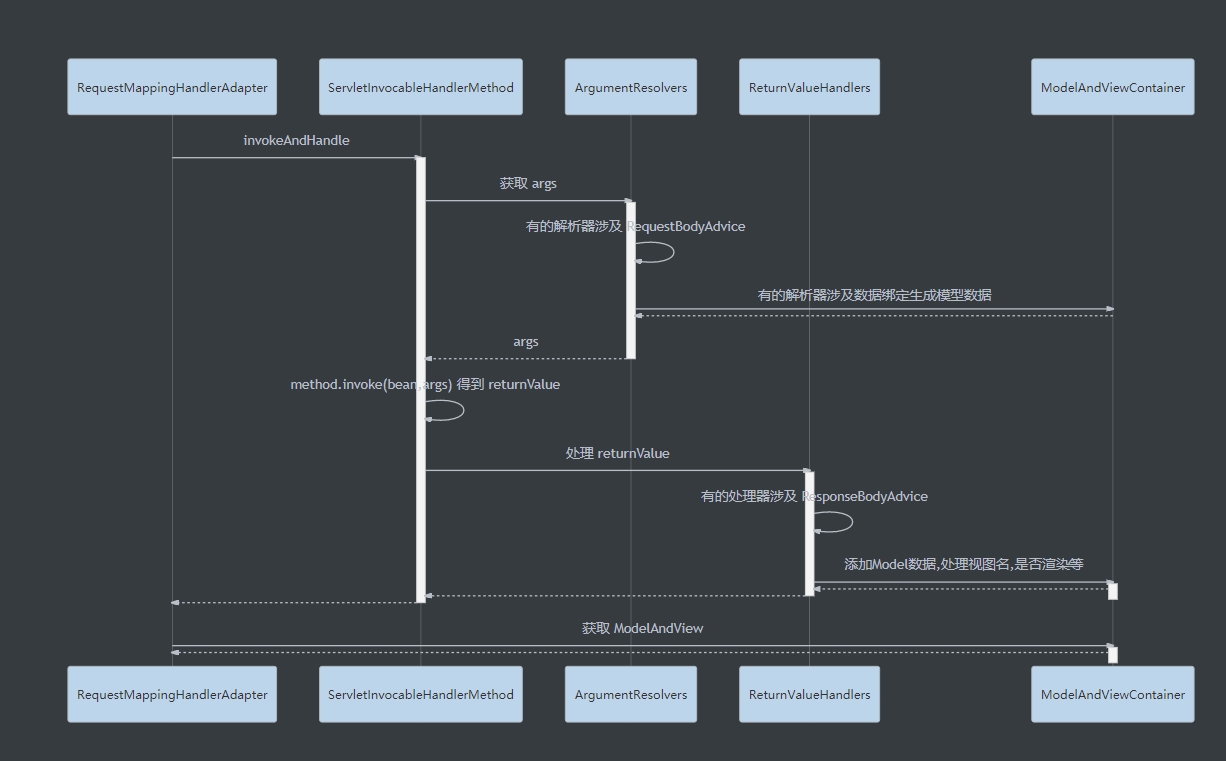 RequestMappingHandlerAdapter
ServletInvocableHandlerMethod
ArgumentResolvers
ReturnValueHandlers
ModelAndViewContainer
invokeAndHandle
获取 args
有的解析器涉及 RequestBodyAdvice
有的解析器涉及数据绑定生成模型数据
args
method.invoke(bean,args) 得到 returnValue
处理 returnValue
有的处理器涉及 ResponseBodyAdvice
添加Model数据,处理视图名,是否渲染等
获取 ModelAndView
RequestMappingHandlerAdapter
ServletInvocableHandlerMethod
ArgumentResolvers
ReturnValueHandlers
ModelAndViewContainer